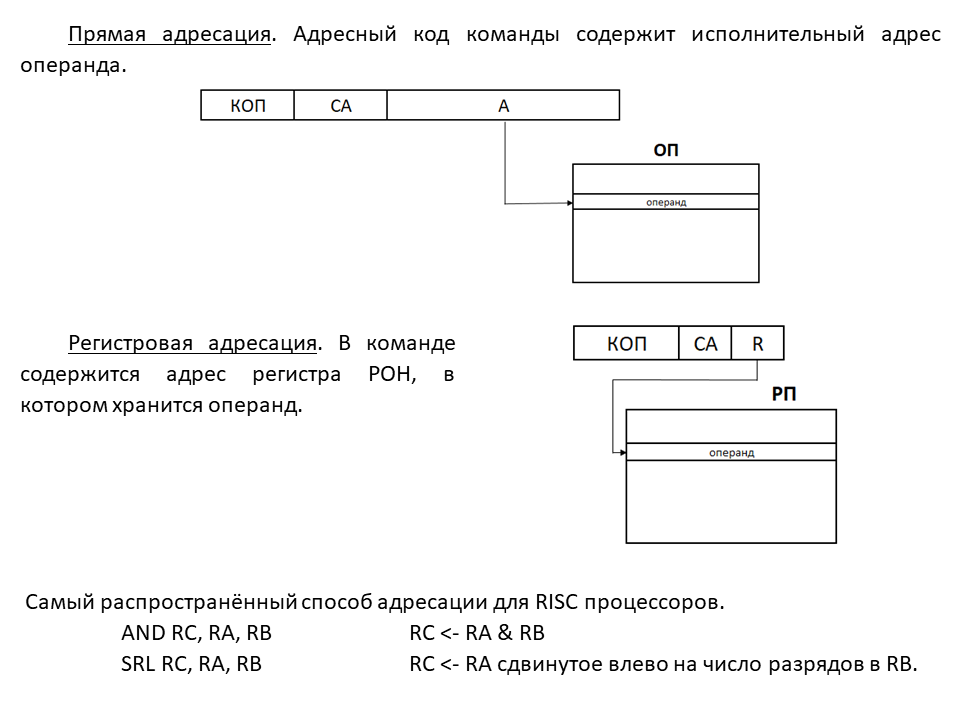 Прямая адресация. Адресный код команды содержит исполнительный адрес
операнда.
КОП СА А
ОП
операнд
Регистровая адресация. В команде
содержится адрес регистра РОН, в
котором хранится операнд.
КОП СА R
РП
операнд
Самый распространённый способ адресации для RISC процессоров.
AND RC, RA, RB RC <- RA & RB
SRL RC, RA, RB RC <- RA сдвинутое влево на число разрядов в RB.